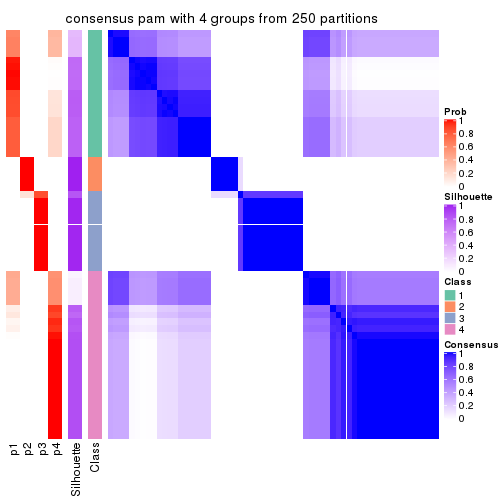 consensus pam with 4 groups from 250 partitions
Prob
1
0.8
0.6
0.4
0.2
0
Silhouette
1
0.8
0.6
0.4
0.2
0
Class
1
2
3
4
Consensus
1
0.8
0.6
0.4
0.2
0
p1
p2
p3
p4
Silhouette
Class